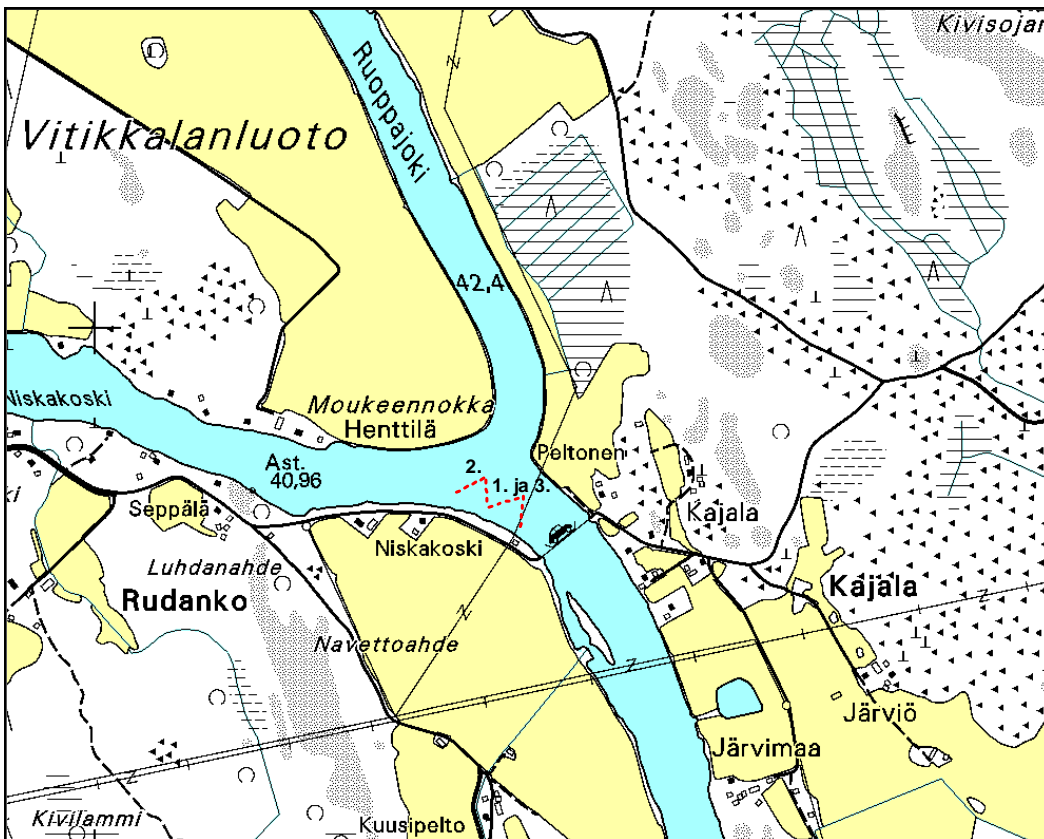 Kivisojan
Ruoppajoki
Vitikkalanluoto
42,4
Niskakoski
Moukeennokka
Henttilä
Peltonen
Ast.
40,96
2.
1. ja 3.
Seppälä
Niskakoski
Kajala
Luhdanahde
Rudanko
Kajala
Navettoahde
Järviö
Järvimaa
Kivilammi
Kuusipelto